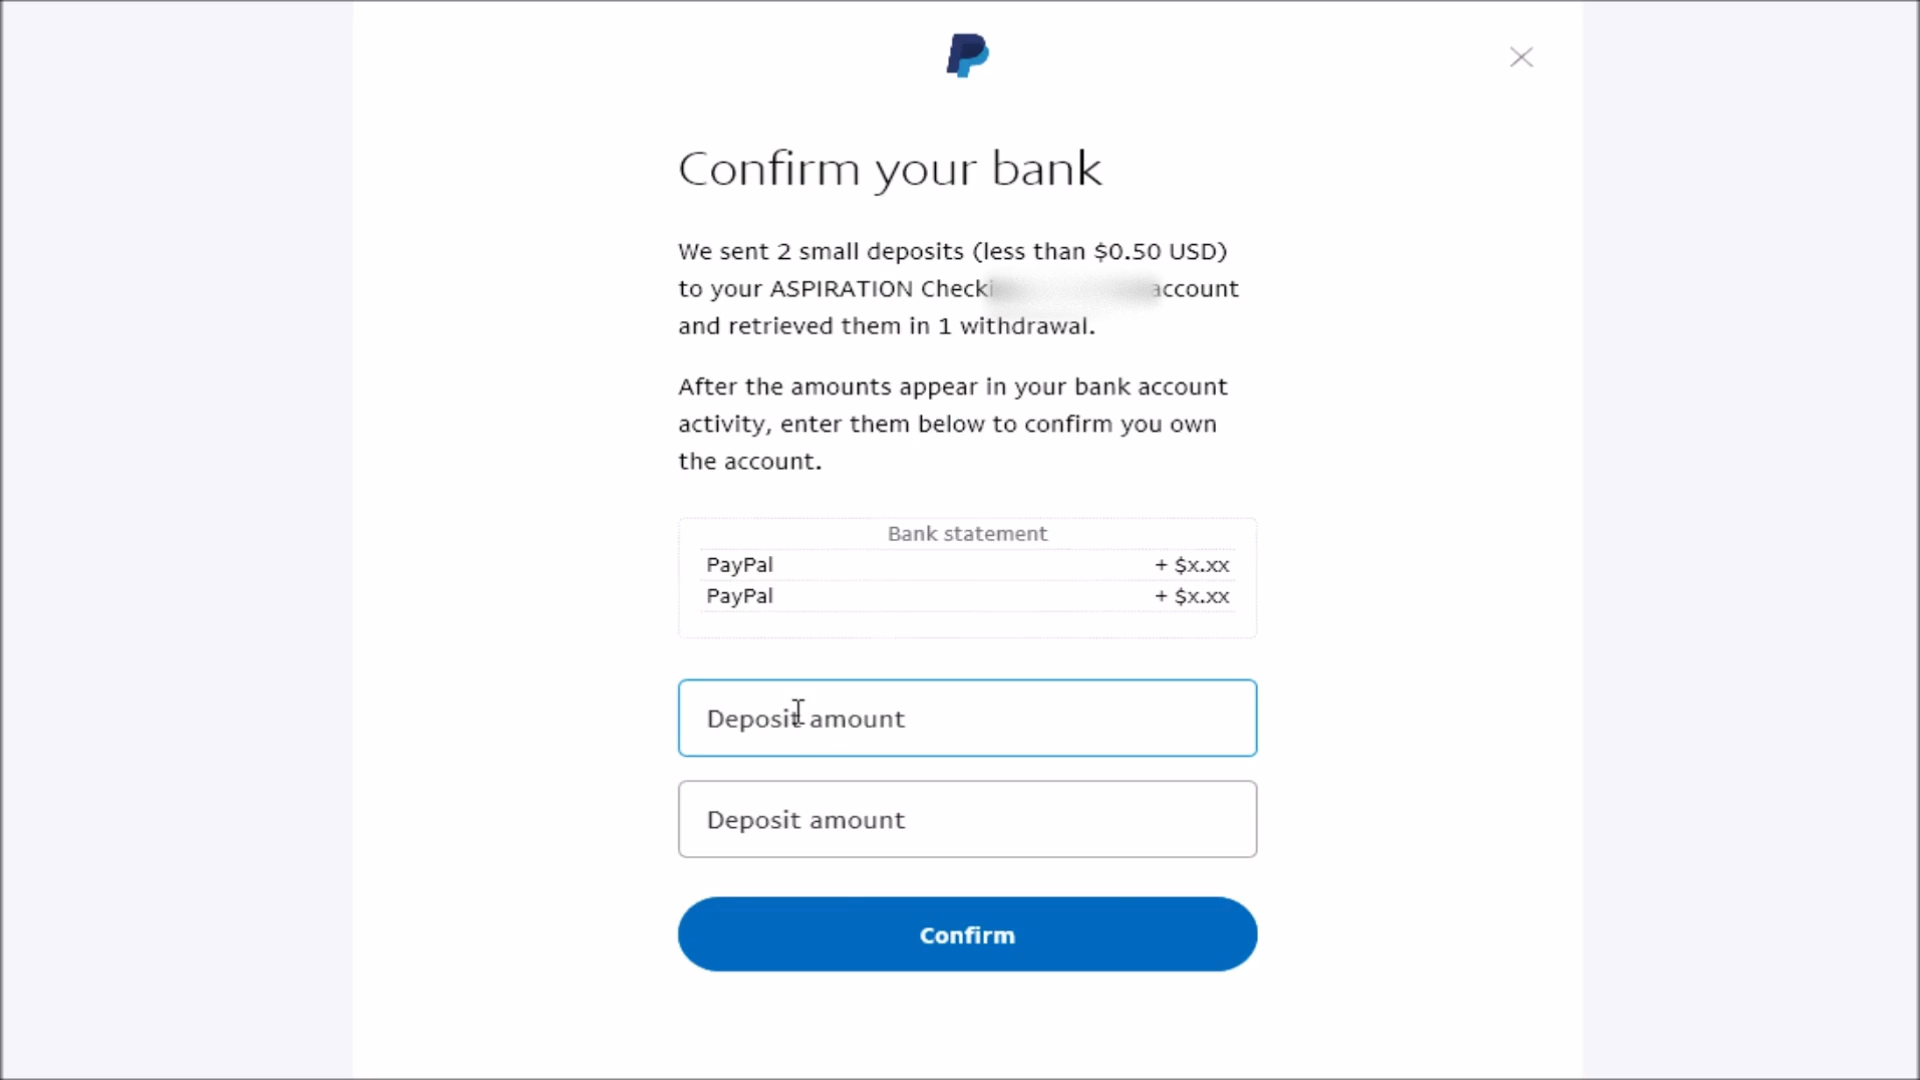 Confirm your bank
We sent 2 small deposits (less than $0.50 USD)
to your ASPIRATION Checki account
and retrieved them in 1 withdrawal.
After the amounts appear in your bank account
activity, enter them below to confirm you own
the account.
Bank statement
PayPal + $x.xx
PayPal + $x.xx
Deposit amount
Deposit amount
Confirm